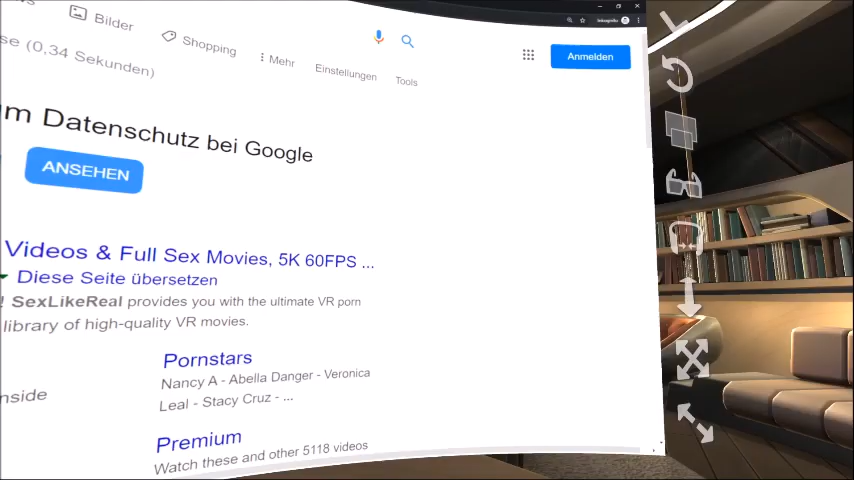 Inkognito
Bilder
Shopping
Mehr
Einstellungen
Tools
Anmelden
se (0,34 Sekunden)
m Datenschutz bei Google
ANSEHEN
Videos & Full Sex Movies, 5K 60FPS ...
Diese Seite übersetzen
! SexLikeReal provides you with the ultimate VR porn
library of high-quality VR movies.
Pornstars
Nancy A - Abella Danger - Veronica
nside
Leal - Stacy Cruz - ...
Premium
Watch these and other 5118 videos